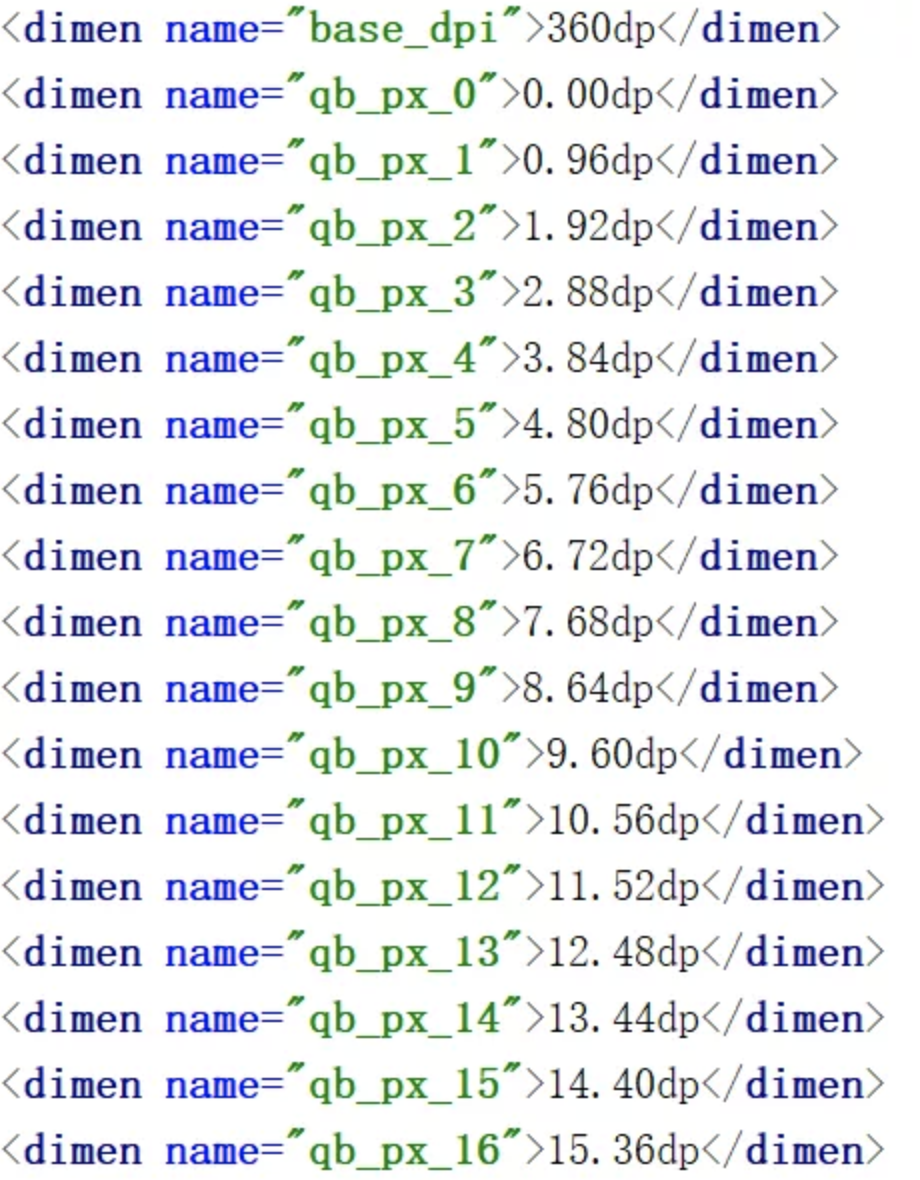 <dimen name="base_dpi">360dp</dimen>
<dimen name="qb_px_0">0.00dp</dimen>
<dimen name="qb_px_1">0.96dp</dimen>
<dimen name="qb_px_2">1.92dp</dimen>
<dimen name="qb_px_3">2.88dp</dimen>
<dimen name="qb_px_4">3.84dp</dimen>
<dimen name="qb_px_5">4.80dp</dimen>
<dimen name="qb_px_6">5.76dp</dimen>
<dimen name="qb_px_7">6.72dp</dimen>
<dimen name="qb_px_8">7.68dp</dimen>
<dimen name="qb_px_9">8.64dp</dimen>
<dimen name="qb_px_10">9.60dp</dimen>
<dimen name="qb_px_11">10.56dp</dimen>
<dimen name="qb_px_12">11.52dp</dimen>
<dimen name="qb_px_13">12.48dp</dimen>
<dimen name="qb_px_14">13.44dp</dimen>
<dimen name="qb_px_15">14.40dp</dimen>
<dimen name="qb_px_16">15.36dp</dimen>